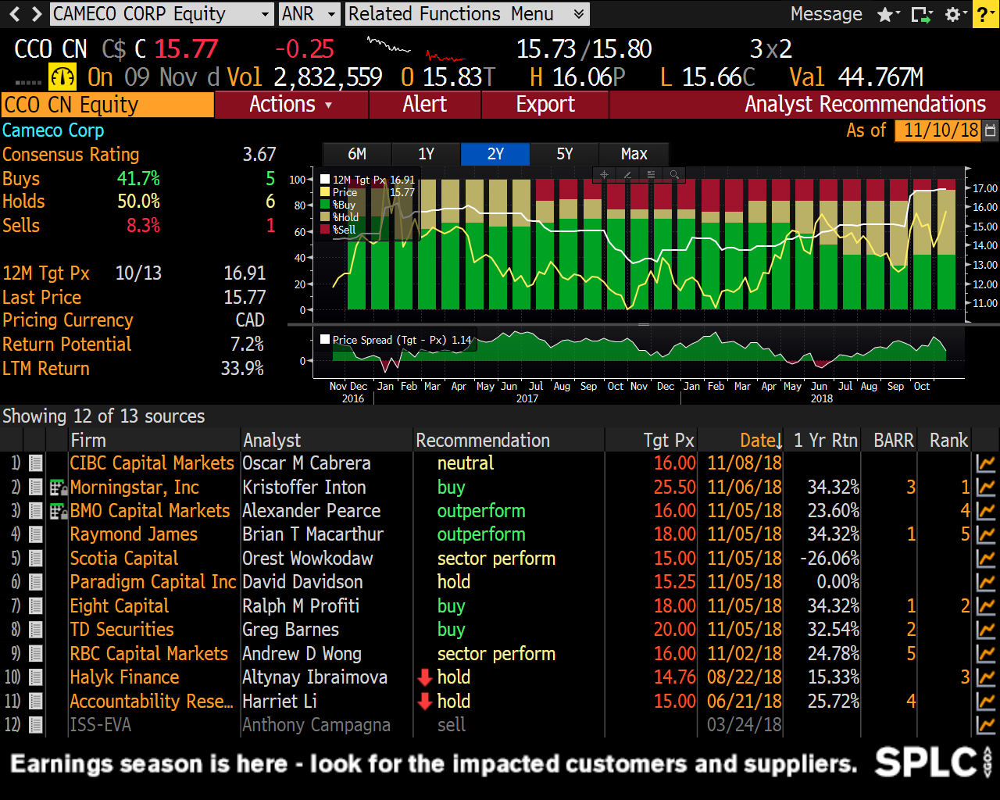 CAMECO CORP Equity ANR Related Functions Menu Message ?
CCO CN C$ C 15.77 -0.25 15.73/15.80 3x2
On 09 Nov d Vol 2,832,559 O 15.83T H 16.06P L 15.66C Val 44.767M
CCO CN Equity Actions Alert Export Analyst Recommendations
Cameco Corp As of 11/10/18
Consensus Rating 3.67
Buys 41.7% 5
Holds 50.0% 6
Sells 8.3% 1
12M Tgt Px 10/13 16.91
Last Price 15.77
Pricing Currency CAD
Return Potential 7.2%
LTM Return 33.9%
6M 1Y 2Y 5Y Max
12M Tgt Px 16.91
Price 15.77
%Buy
%Hold
%Sell
100
80
60
40
20
0
17.00
16.00
15.00
14.00
13.00
12.00
11.00
Price Spread (Tgt - Px) 1.14
0
Nov Dec Jan Feb Mar Apr May Jun Jul Aug Sep Oct Nov Dec Jan Feb Mar Apr May Jun Jul Aug Sep Oct
2016 2017 2018
Showing 12 of 13 sources
Firm Analyst Recommendation Tgt Px Date↓ 1 Yr Rtn BARR Rank
1) CIBC Capital Markets Oscar M Cabrera neutral 16.00 11/08/18
2) Morningstar, Inc Kristoffer Inton buy 25.50 11/06/18 34.32% 3 1
3) BMO Capital Markets Alexander Pearce outperform 16.00 11/05/18 23.60% 4
4) Raymond James Brian T Macarthur outperform 18.00 11/05/18 34.32% 1 5
5) Scotia Capital Orest Wowkodaw sector perform 15.00 11/05/18 -26.06%
6) Paradigm Capital Inc David Davidson hold 15.25 11/05/18 0.00%
7) Eight Capital Ralph M Profiti buy 18.00 11/05/18 34.32% 1 2
8) TD Securities Greg Barnes buy 20.00 11/05/18 32.54% 2
9) RBC Capital Markets Andrew D Wong sector perform 16.00 11/02/18 24.78% 5
10) Halyk Finance Altynay Ibraimova hold 14.76 08/22/18 15.33% 3
11) Accountability Rese... Harriet Li hold 15.00 06/21/18 25.72% 4
12) ISS-EVA Anthony Campagna sell 03/24/18
Earnings season is here - look for the impacted customers and suppliers. SPLC